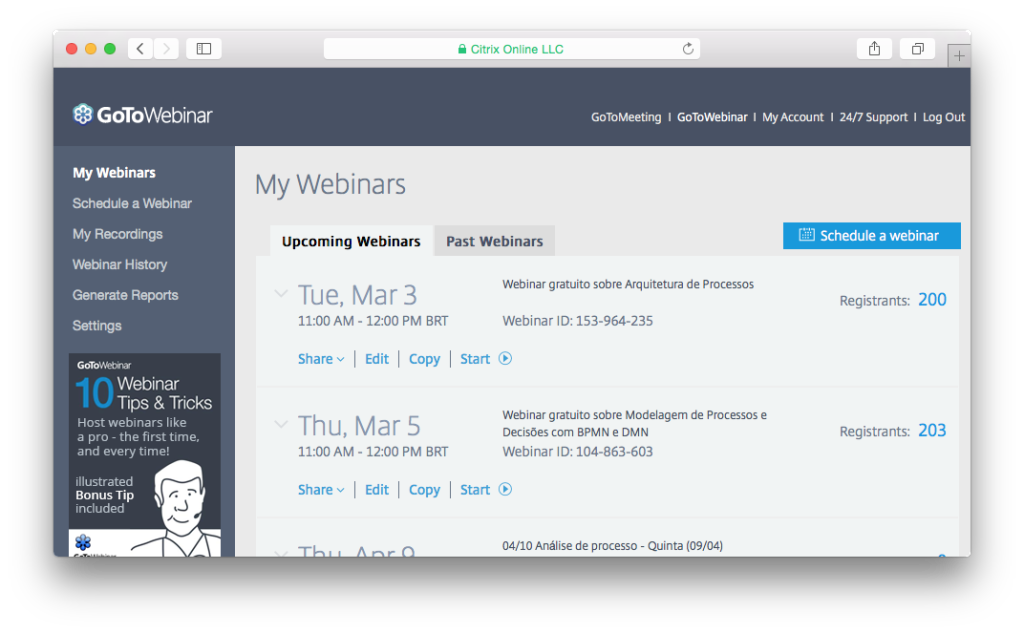 Citrix Online LLC
GoToWebinar
GoToMeeting | GoToWebinar | My Account | 24/7 Support | Log Out
My Webinars
Schedule a Webinar
My Recordings
Webinar History
Generate Reports
Settings
GoToWebinar
10 Webinar
Tips & Tricks
Host webinars like
a pro - the first time,
and every time!
illustrated
Bonus Tip
included
GoToWebinar
My Webinars
Upcoming Webinars
Past Webinars
Schedule a webinar
Tue, Mar 3
11:00 AM - 12:00 PM BRT
Webinar gratuito sobre Arquitetura de Processos
Webinar ID: 153-964-235
Registrants: 200
Share | Edit | Copy | Start
Thu, Mar 5
11:00 AM - 12:00 PM BRT
Webinar gratuito sobre Modelagem de Processos e
Decisões com BPMN e DMN
Webinar ID: 104-863-603
Registrants: 203
Share | Edit | Copy | Start
Thu, Apr 9
04/10 Análise de processo - Quinta (09/04)